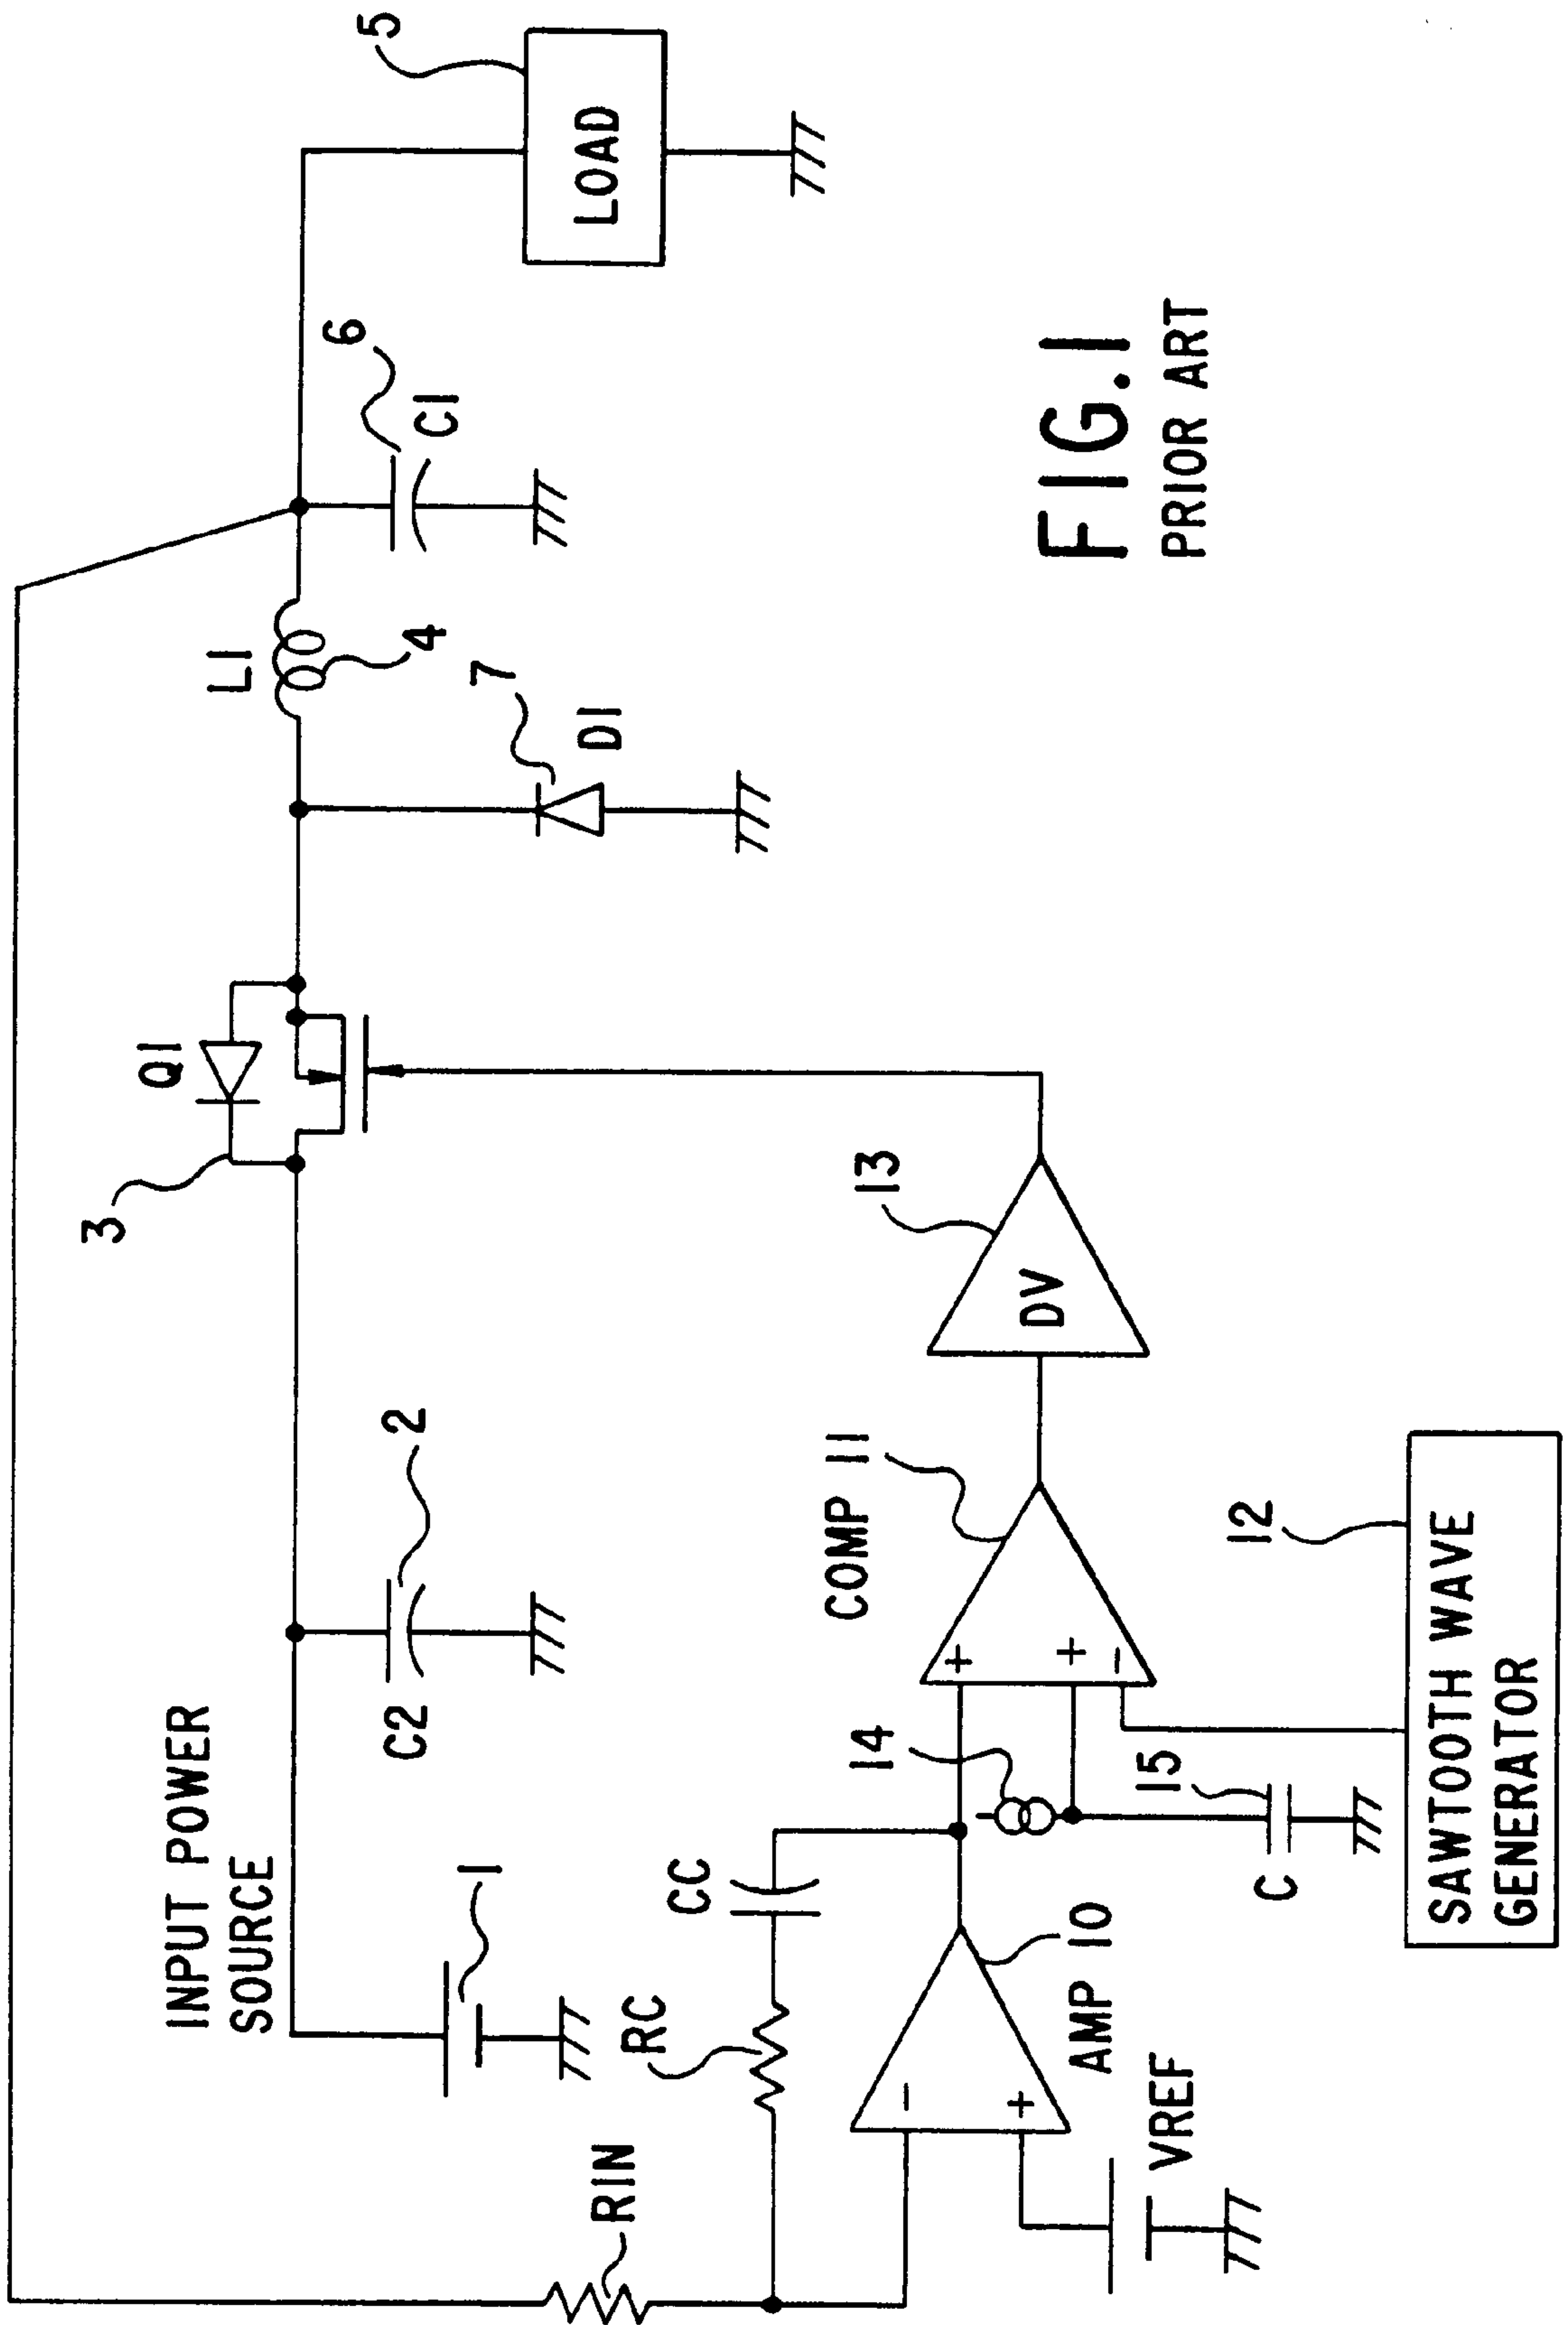 INPUT POWER
SOURCE
1
C2
2
3
Q1
L1
4
7
D1
6
C1
5
LOAD
RIN
RC
CC
-
+
AMP 10
VREF
14
15
C
COMP 11
+
+
-
12
SAWTOOTH WAVE
GENERATOR
13
DV
FIG.1
PRIOR ART